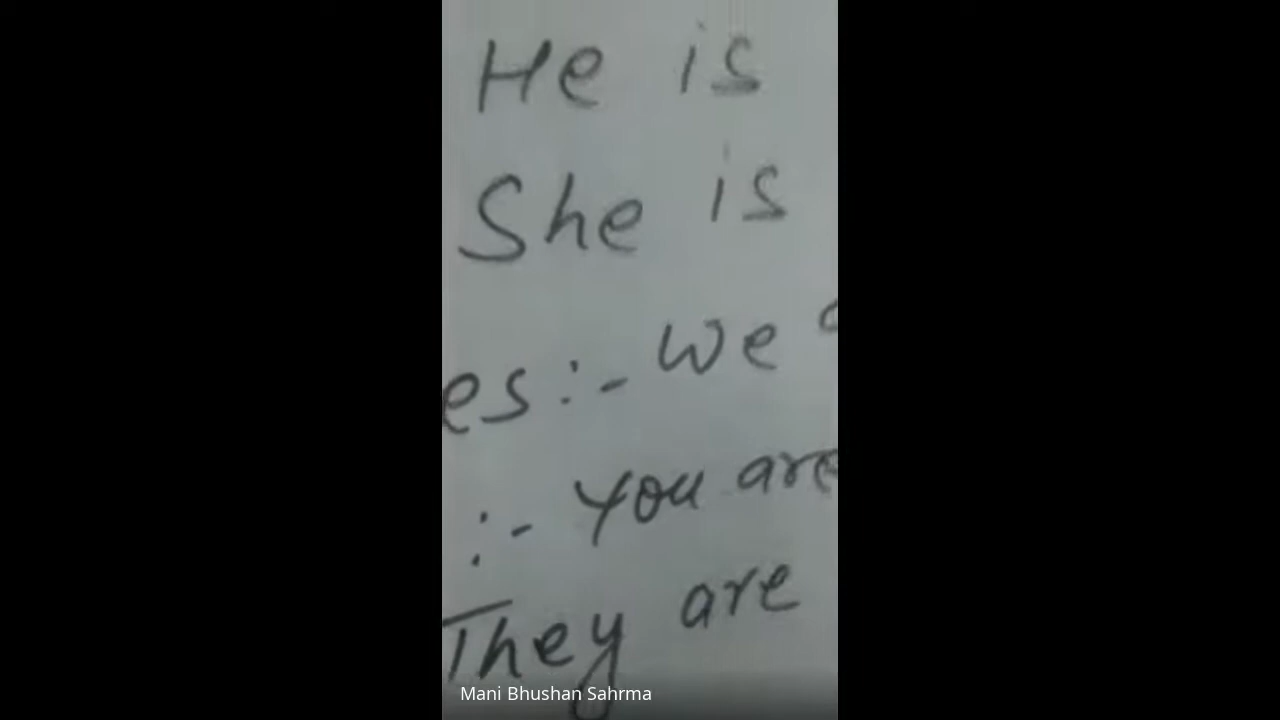 He is
She is
es:- We
:- You are
They are
Mani Bhushan Sahrma